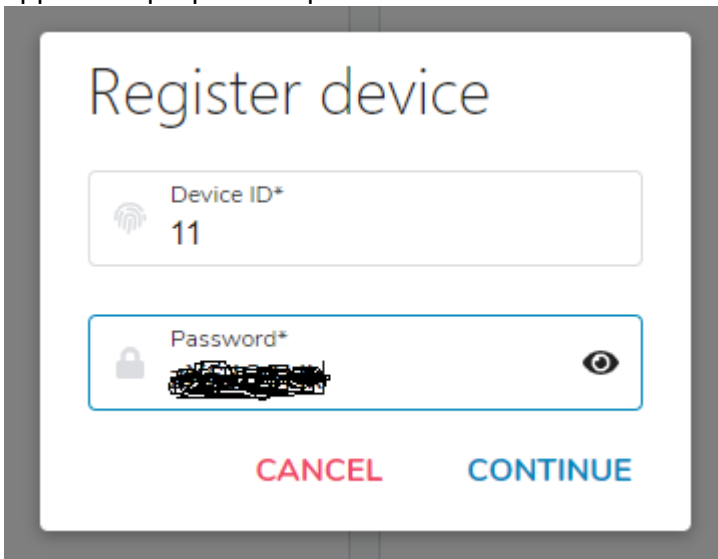 Register device
Device ID*
11
Password*
CANCEL
CONTINUE